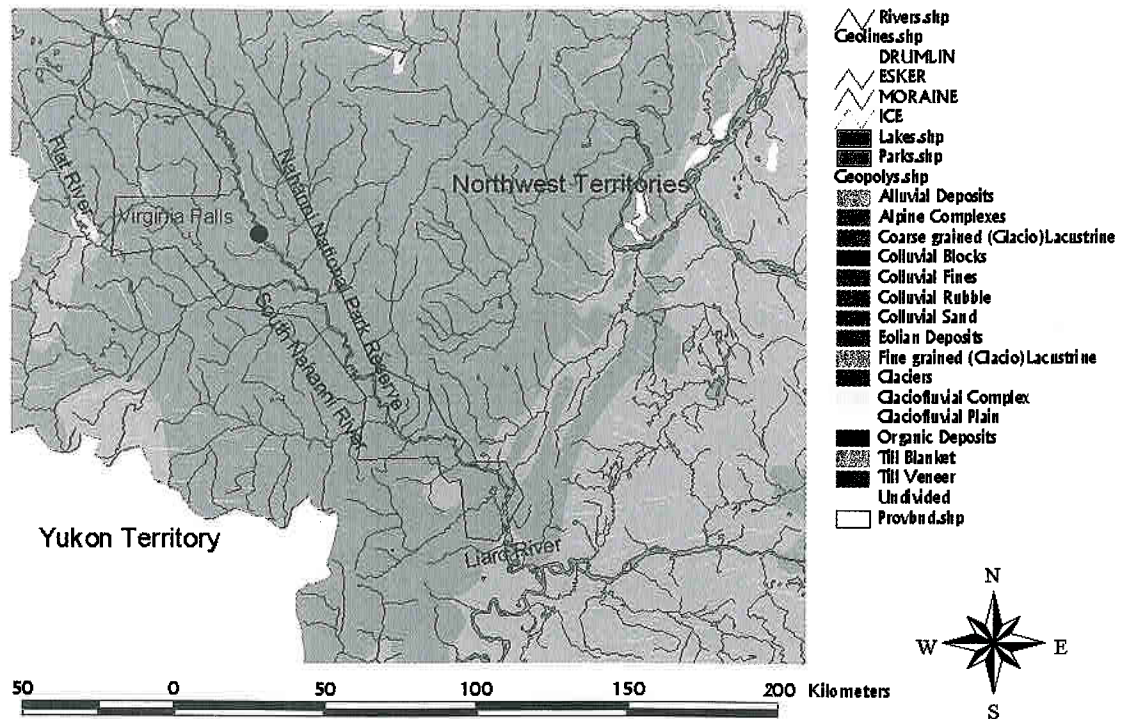 Flat River
Virginia Falls
Nahanni National Park Reserve
Northwest Territories
South Nahanni River
Liard River
Yukon Territory
Rivers.shp
Geolines.shp
DRUMLIN
ESKER
MORAINE
ICE
Lakes.shp
Parks.shp
Geopolys.shp
Alluvial Deposits
Alpine Complexes
Coarse grained (Glacio)Lacustrine
Colluvial Blocks
Colluvial Fines
Colluvial Rubble
Colluvial Sand
Eolian Deposits
Fine grained (Glacio)Lacustrine
Glaciers
Glaciofluvial Complex
Glaciofluvial Plain
Organic Deposits
Till Blanket
Till Veneer
Undivided
Provbnd.shp
N
W E
S
50 0 50 100 150 200 Kilometers